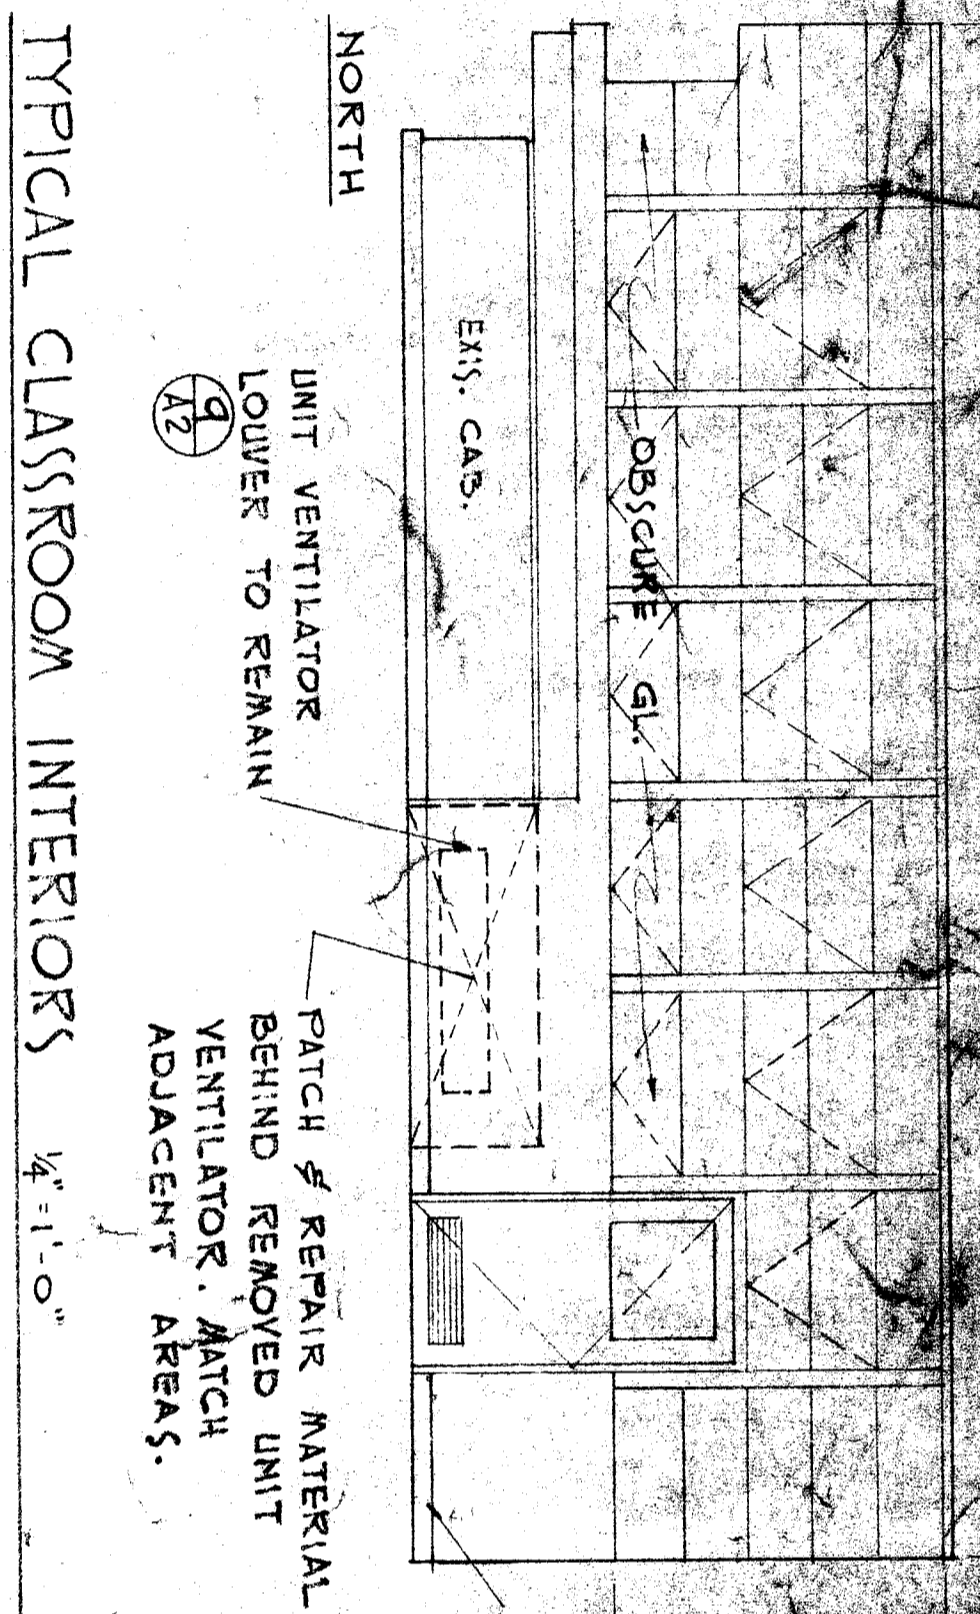 OBSCURE GL.
EXIS. CAB.
NORTH
UNIT VENTILATOR
LOUVER TO REMAIN
9
A2
PATCH & REPAIR MATERIAL
BEHIND REMOVED UNIT
VENTILATOR. MATCH
ADJACENT AREAS.
TYPICAL CLASSROOM INTERIORS 1/4" = 1'-0"